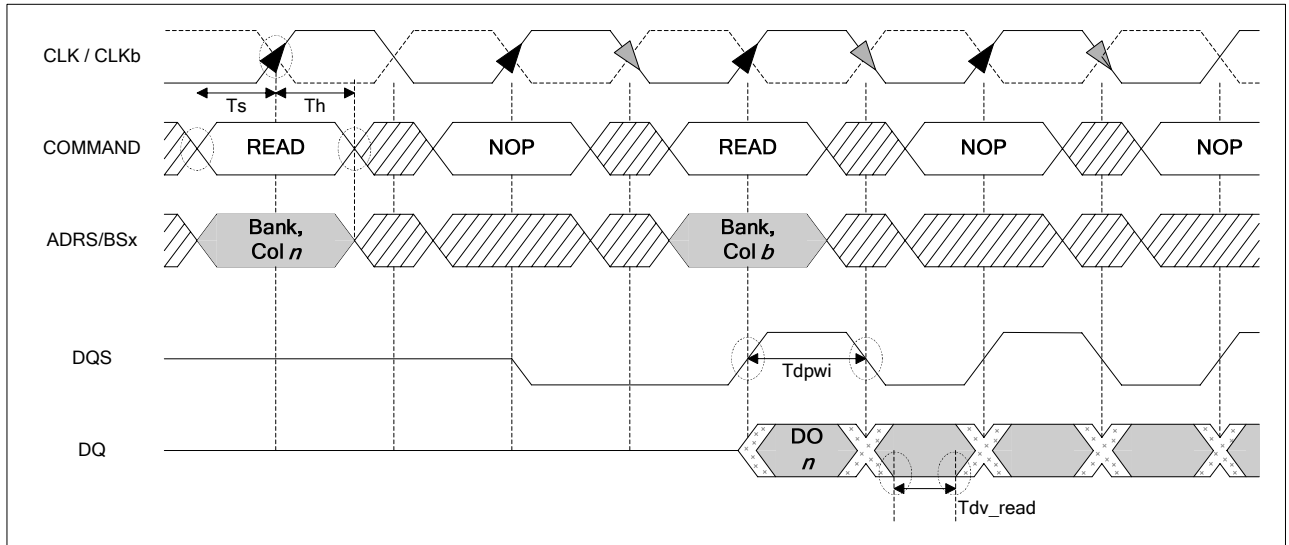 CLK / CLKb
Ts
Th
COMMAND
READ
NOP
READ
NOP
NOP
ADRS/BSx
Bank,
Col n
Bank,
Col b
DQS
Tdpwi
DQ
DO
n
Tdv_read